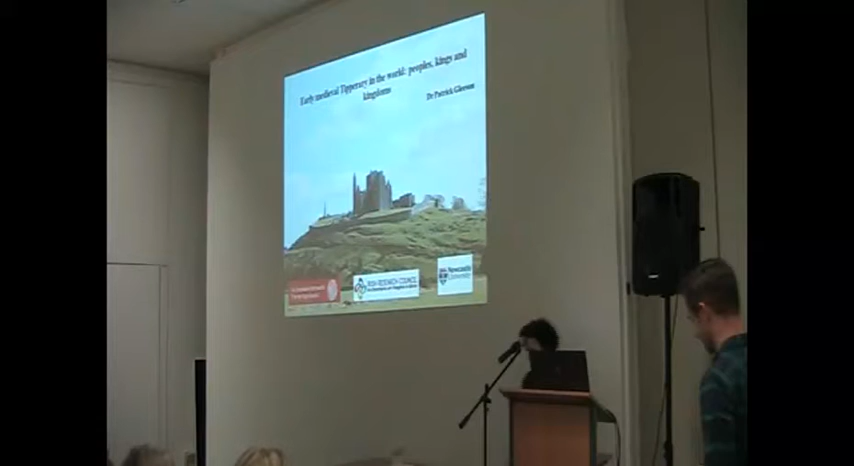 Early medieval Tipperary in the world: peoples, kings and
kingdoms
Dr Patrick Gleeson
IRISH RESEARCH COUNCIL
Newcastle
University